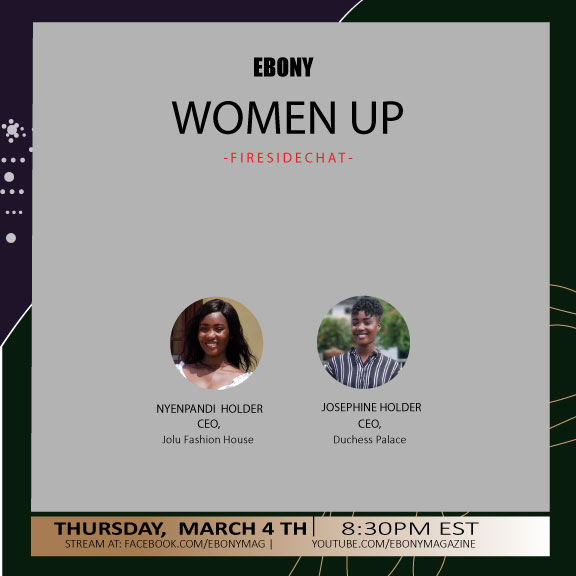 EBONY
WOMEN UP
-FIRESIDECHAT-
NYENPANDI HOLDER
CEO,
Jolu Fashion House
JOSEPHINE HOLDER
CEO,
Duchess Palace
THURSDAY, MARCH 4 TH| 8:30PM EST
STREAM AT: FACEBOOK.COM/EBONYMAG | YOUTUBE.COM/EBONYMAGAZINE